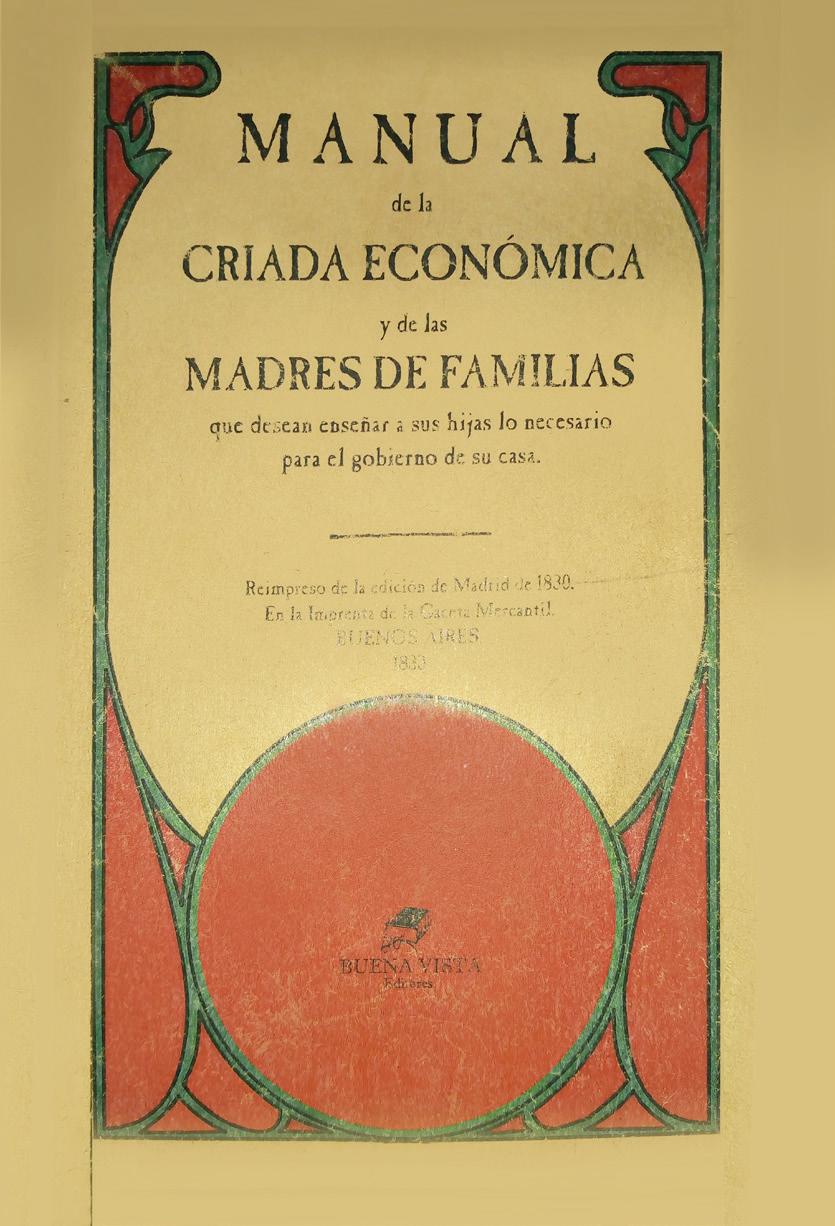 MANUAL
de la
CRIADA ECONÓMICA
y de las
MADRES DE FAMILIAS
que desean enseñar a sus hijas lo necesario
para el gobierno de su casa.
Reimpreso de la edición de Madrid de 1830.
En la Imprenta de la Gaceta Mercantil.
BUENOS AIRES
BUENA VISTA
Editores